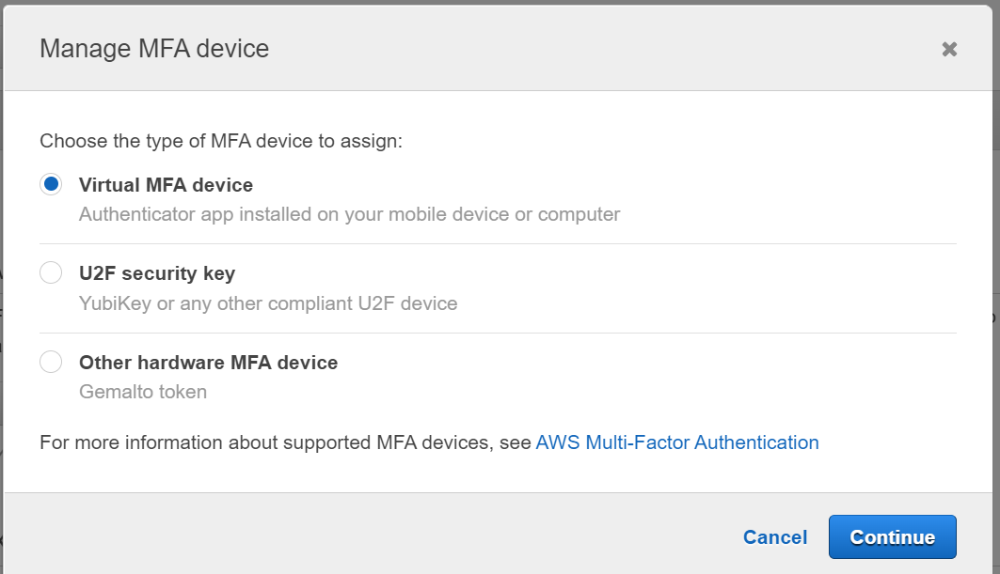 Manage MFA device
Choose the type of MFA device to assign:
Virtual MFA device
Authenticator app installed on your mobile device or computer
U2F security key
YubiKey or any other compliant U2F device
Other hardware MFA device
Gemalto token
For more information about supported MFA devices, see AWS Multi-Factor Authentication
Cancel Continue